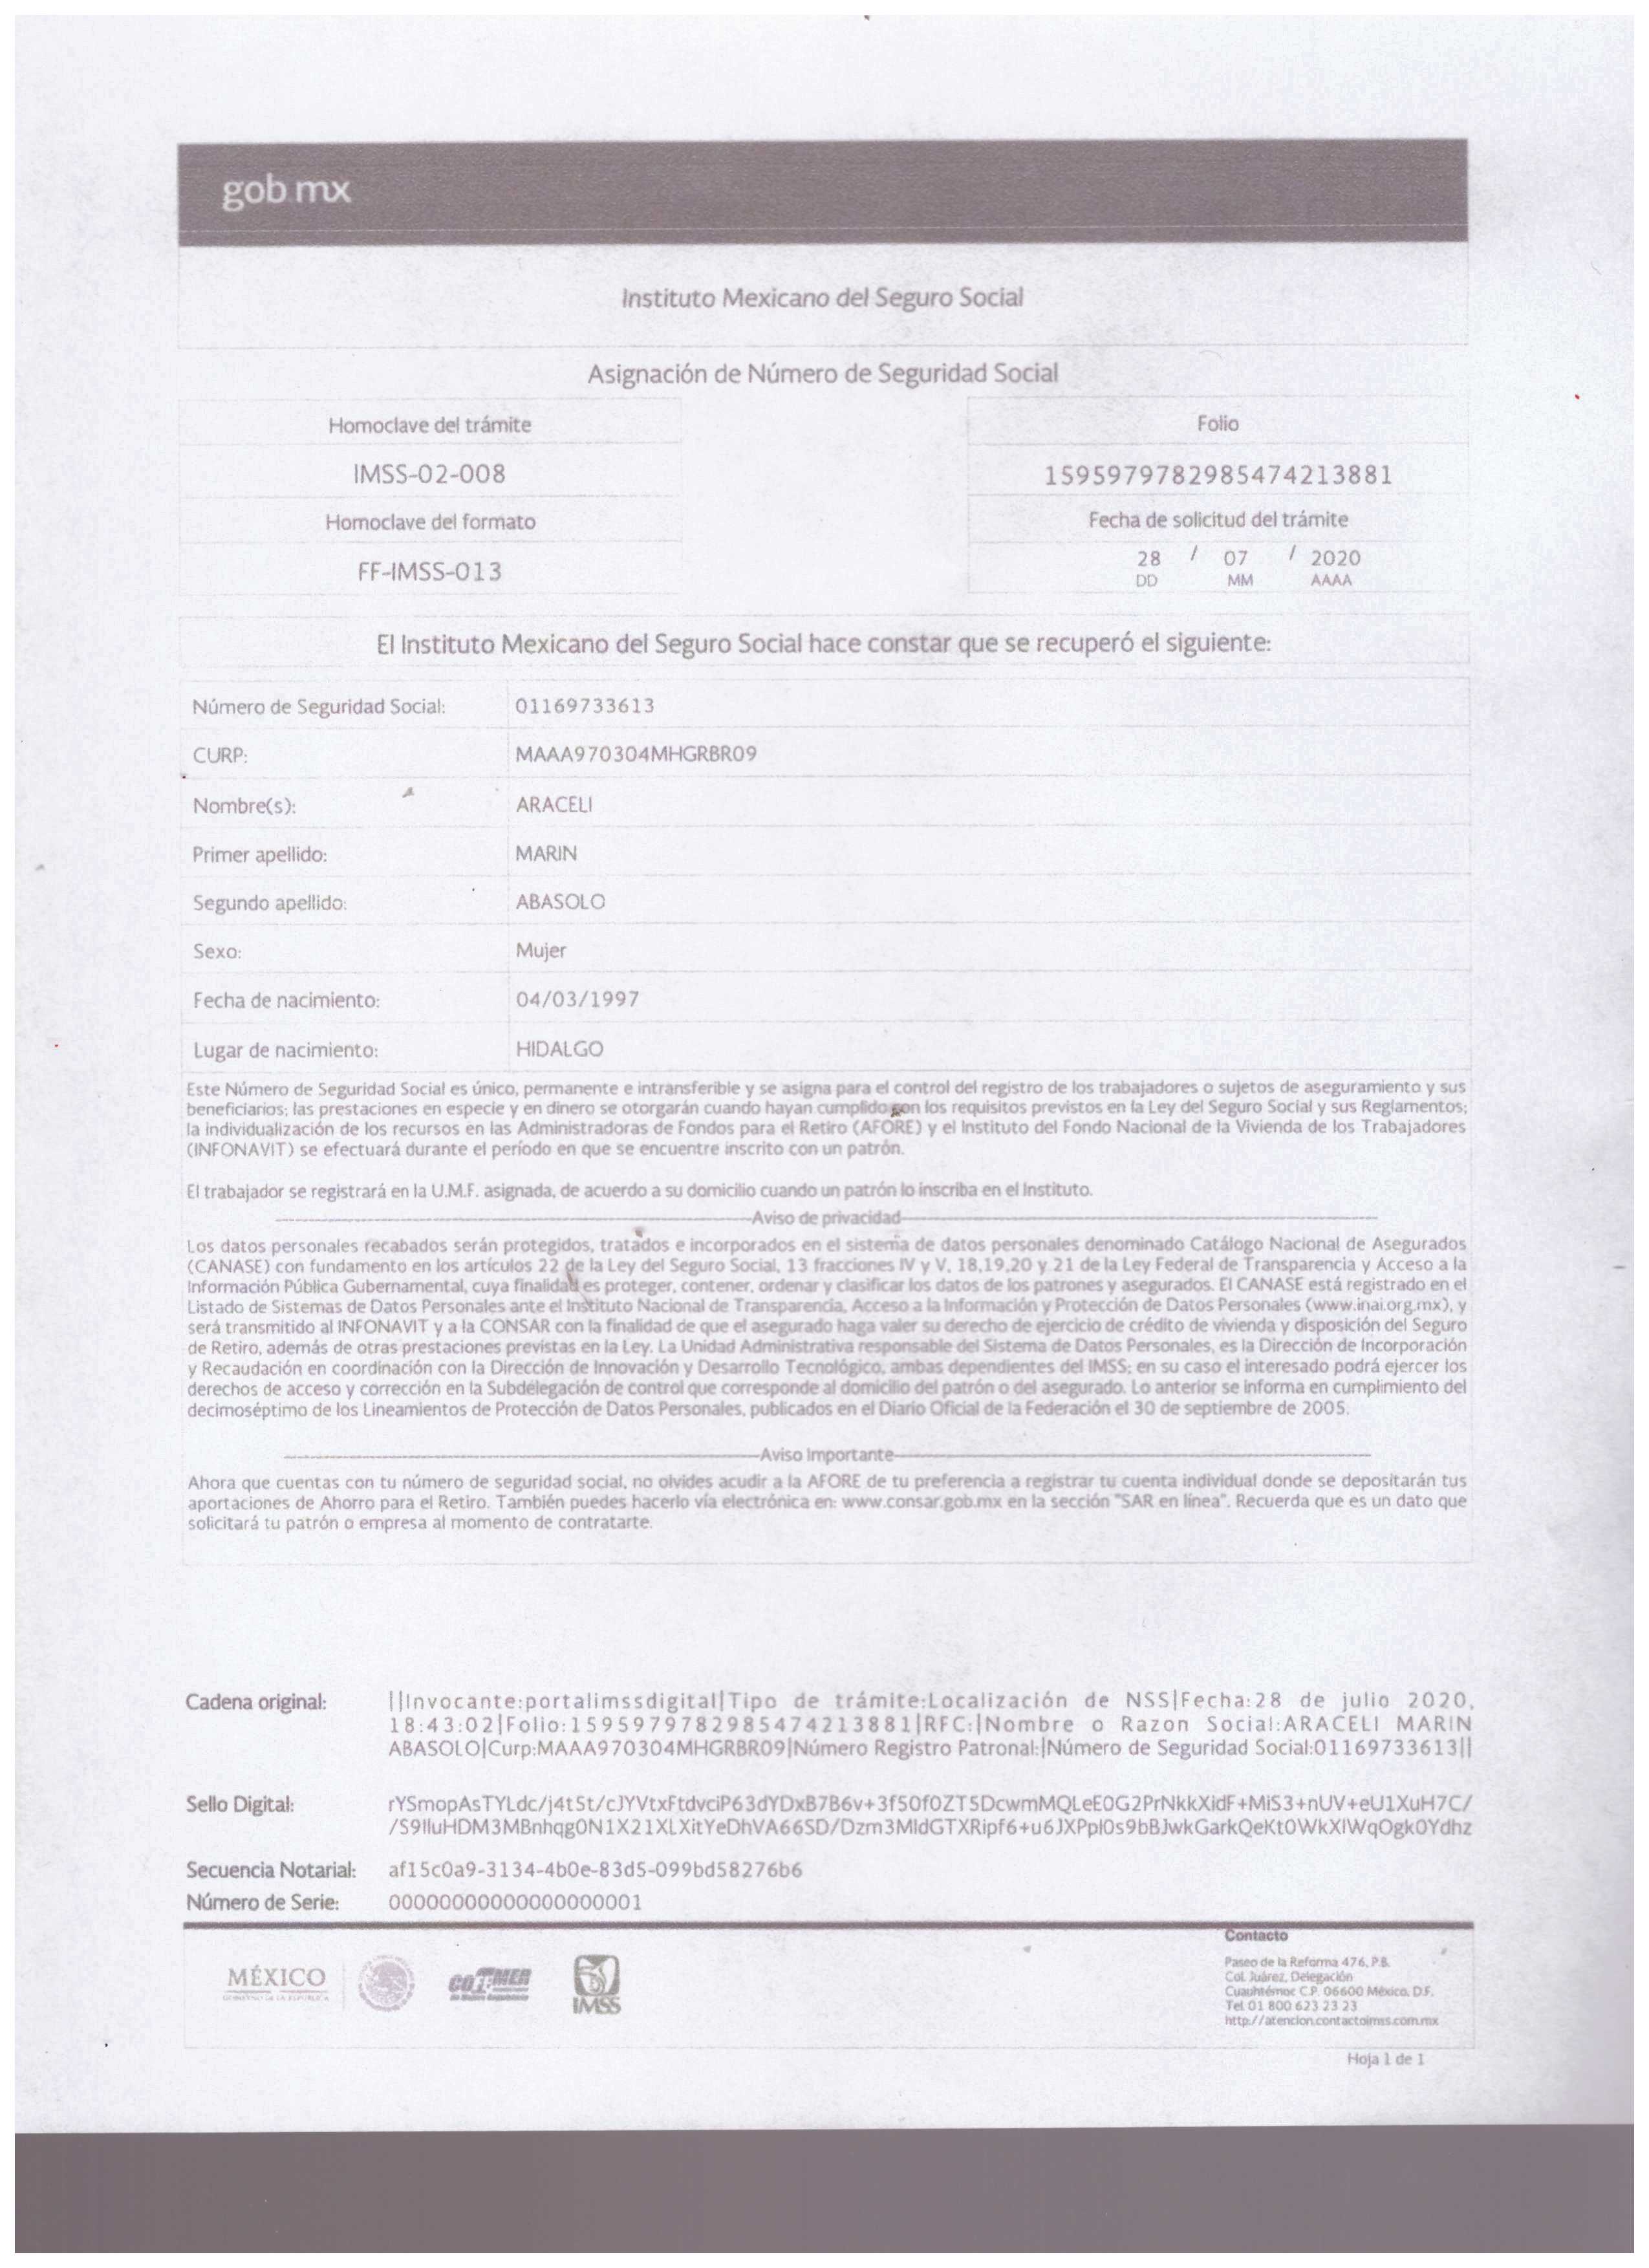 gob mx
Instituto Mexicano del Seguro Social
Asignación de Número de Seguridad Social
Homoclave del trámite
IMSS-02-008
Homoclave del formato
FF-IMSS-013
Folio
1595979782985474213881
Fecha de solicitud del trámite
28 / 07 / 2020
DD MM AAAA
El Instituto Mexicano del Seguro Social hace constar que se recuperó el siguiente:
Número de Seguridad Social: 01169733613
CURP: MAAA970304MHGRBR09
Nombre(s): ARACELI
Primer apellido: MARIN
Segundo apellido: ABASOLO
Sexo: Mujer
Fecha de nacimiento: 04/03/1997
Lugar de nacimiento: HIDALGO
Este Número de Seguridad Social es único, permanente e intransferible y se asigna para el control del registro de los trabajadores o sujetos de aseguramiento y sus
beneficiarios; las prestaciones en especie y en dinero se otorgarán cuando hayan cumplido con los requisitos previstos en la Ley del Seguro Social y sus Reglamentos;
la individualización de los recursos en las Administradoras de Fondos para el Retiro (AFORE) y el Instituto del Fondo Nacional de la Vivienda de los Trabajadores
(INFONAVIT) se efectuará durante el período en que se encuentre inscrito con un patrón.
El trabajador se registrará en la U.M.F. asignada, de acuerdo a su domicilio cuando un patrón lo inscriba en el Instituto.
Aviso de privacidad
Los datos personales recabados serán protegidos, tratados e incorporados en el sistema de datos personales denominado Catálogo Nacional de Asegurados
(CANASE) con fundamento en los artículos 22 de la Ley del Seguro Social, 13 fracciones IV y V, 18,19,20 y 21 de la Ley Federal de Transparencia y Acceso a la
Información Pública Gubernamental, cuya finalidad es proteger, contener, ordenar y clasificar los datos de los patrones y asegurados. El CANASE está registrado en el
Listado de Sistemas de Datos Personales ante el Instituto Nacional de Transparencia, Acceso a la Información y Protección de Datos Personales (www.inai.org.mx), y
será transmitido al INFONAVIT y a la CONSAR con la finalidad de que el asegurado haga valer su derecho de ejercicio de crédito de vivienda y disposición del Seguro
de Retiro, además de otras prestaciones previstas en la Ley. La Unidad Administrativa responsable del Sistema de Datos Personales, es la Dirección de Incorporación
y Recaudación en coordinación con la Dirección de Innovación y Desarrollo Tecnológico, ambas dependientes del IMSS; en su caso el interesado podrá ejercer los
derechos de acceso y corrección en la Subdelegación de control que corresponde al domicilio del patrón o del asegurado. Lo anterior se informa en cumplimiento del
decimoséptimo de los Lineamientos de Protección de Datos Personales, publicados en el Diario Oficial de la Federación el 30 de septiembre de 2005.
Aviso Importante
Ahora que cuentas con tu número de seguridad social, no olvides acudir a la AFORE de tu preferencia a registrar tu cuenta individual donde se depositarán tus
aportaciones de Ahorro para el Retiro. También puedes hacerlo vía electrónica en: www.consar.gob.mx en la sección "SAR en línea". Recuerda que es un dato que
solicitará tu patrón o empresa al momento de contratarte.
Cadena original: ||Invocante:portalimssdigital|Tipo de trámite:Localización de NSS|Fecha:28 de julio 2020,
18:43:02|Folio:1595979782985474213881|RFC:|Nombre o Razon Social:ARACELI MARIN
ABASOLO|Curp:MAAA970304MHGRBR09|Número Registro Patronal:|Número de Seguridad Social:01169733613||
Sello Digital: rYSmopAsTYLdc/j4t5t/cJYVtxFtdvciP63dYDxB7B6v+3f5Of0ZT5DcwmMQLeE0G2PrNkkXidF+MiS3+nUV+eU1XuH7C/
/S9IluHDM3MBnhqg0N1X21XLXitYeDhVA66SD/Dzm3MldGTXRipf6+u6JXPpl0s9bBJwkGarkQeKt0WkXlWqOgk0Ydhz
Secuencia Notarial: af15c0a9-3134-4b0e-83d5-099bd58276b6
Número de Serie: 00000000000000000001
MÉXICO
GOBIERNO DE LA REPÚBLICA
COFEMER
IMSS
Contacto
Paseo de la Reforma 476, P.B.
Col. Juárez, Delegación
Cuauhtémoc C.P. 06600 México, D.F.
Tel. 01 800 623 23 23
http://atencion.contactoimss.com.mx
Hoja 1 de 1